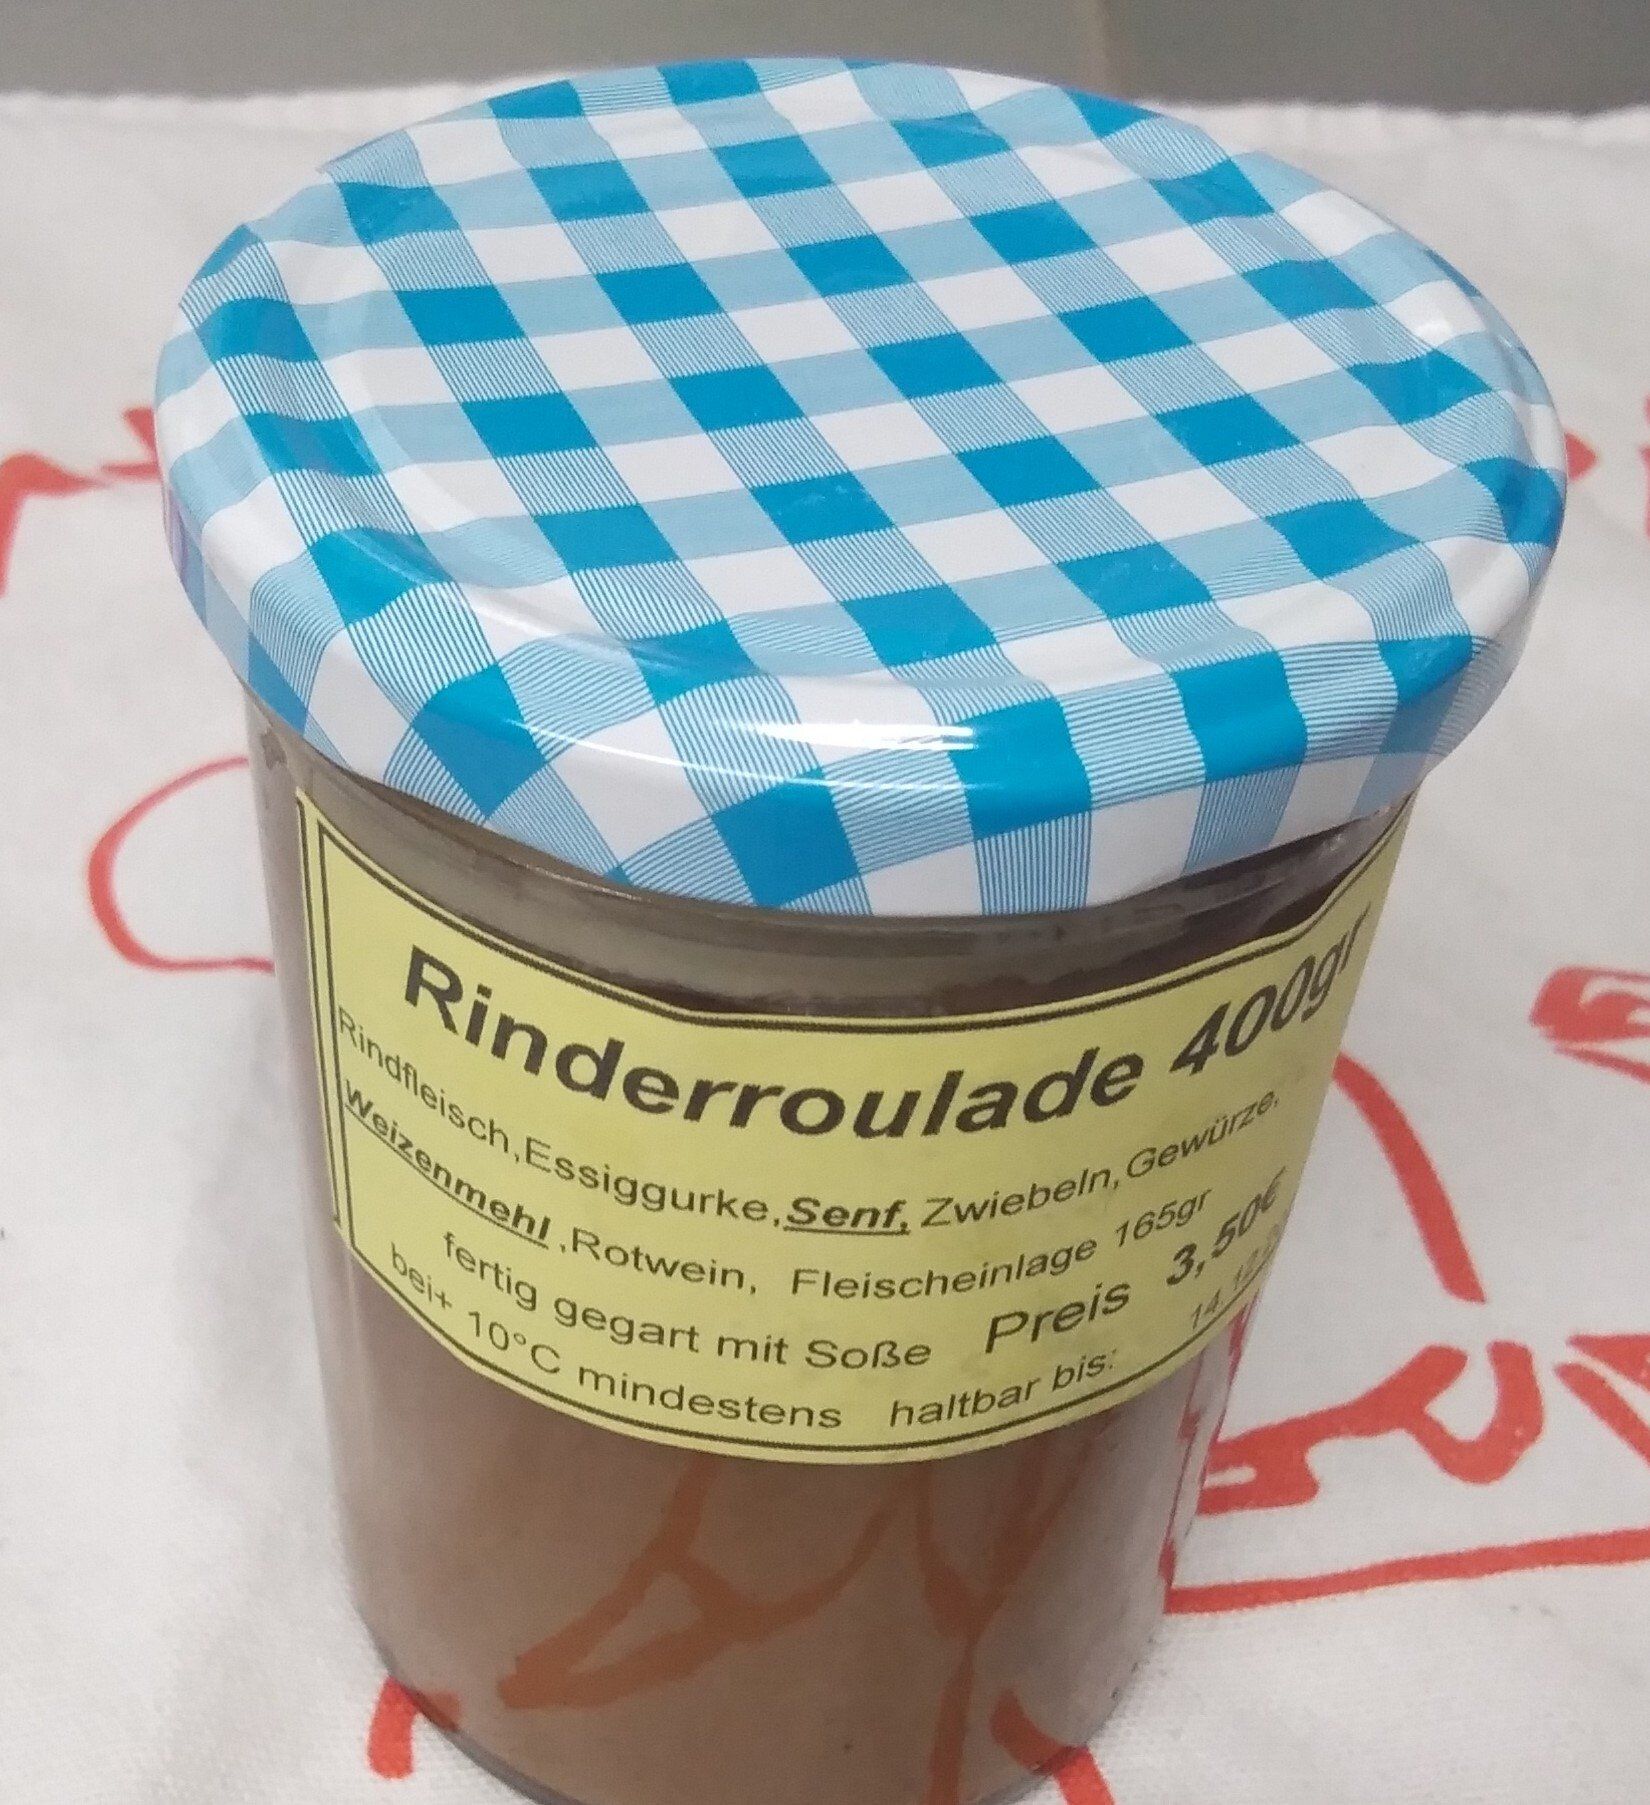 Rinderroulade 400gr
Rindfleisch,Essiggurke,Senf, Zwiebeln,Gewürze,
Weizenmehl ,Rotwein, Fleischeinlage 165gr
fertig gegart mit Soße Preis 3,50€
bei+ 10°C mindestens haltbar bis: